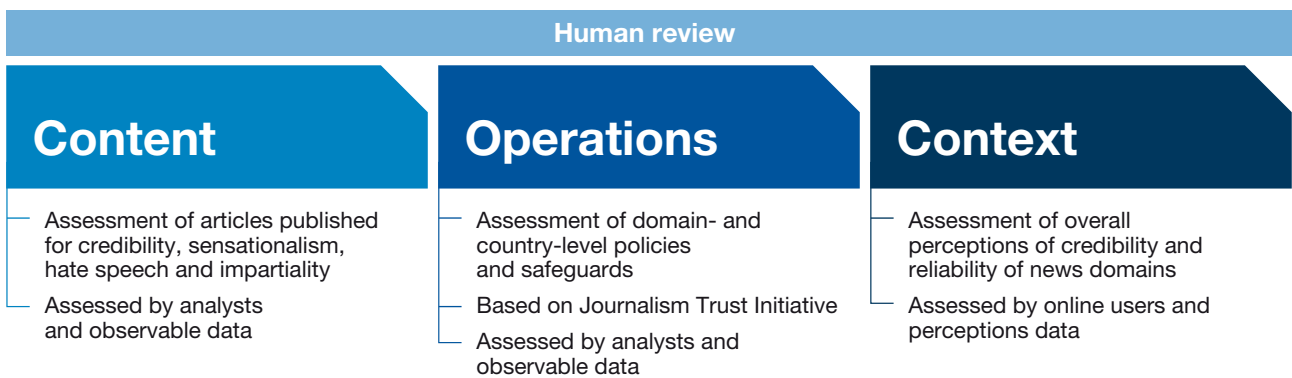 Human review
Content
Assessment of articles published
for credibility, sensationalism,
hate speech and impartiality
Assessed by analysts
and observable data
Operations
Assessment of domain- and
country-level policies
and safeguards
Based on Journalism Trust Initiative
Assessed by analysts and
observable data
Context
Assessment of overall
perceptions of credibility and
reliability of news domains
Assessed by online users and
perceptions data